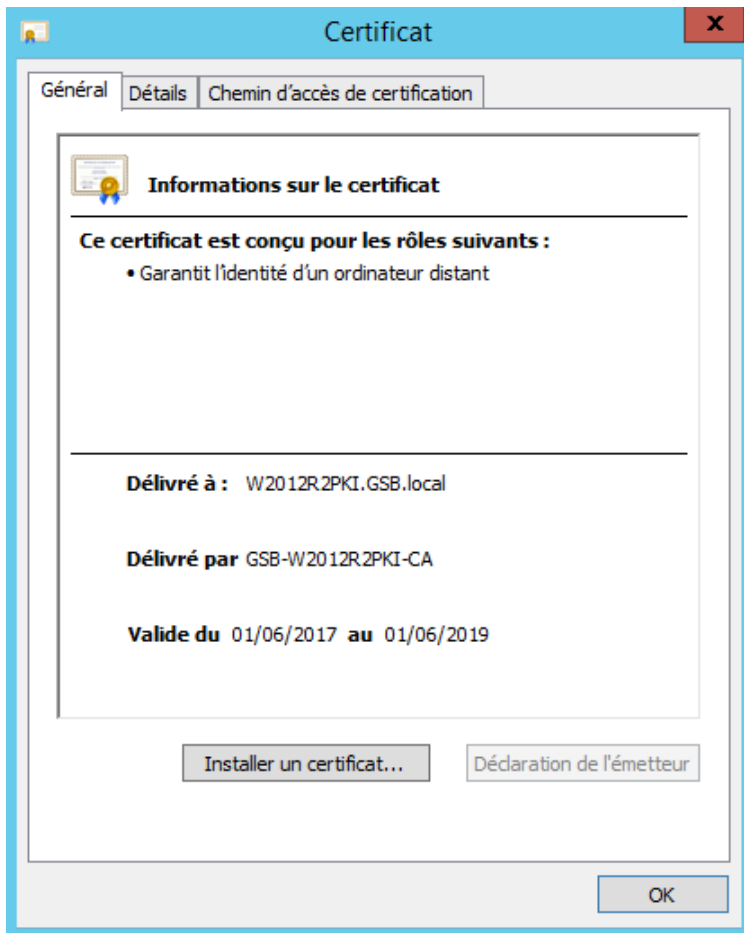 Certificat
x
Général Détails Chemin d'accès de certification
Informations sur le certificat
Ce certificat est conçu pour les rôles suivants :
• Garantit l'identité d'un ordinateur distant
Délivré à : W2012R2PKI.GSB.local
Délivré par GSB-W2012R2PKI-CA
Valide du 01/06/2017 au 01/06/2019
Installer un certificat... Déclaration de l'émetteur
OK